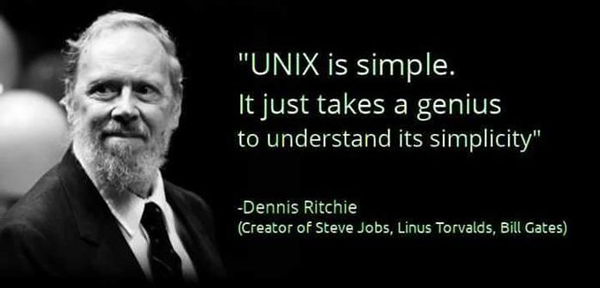 "UNIX is simple.
It just takes a genius
to understand its simplicity"
-Dennis Ritchie
(Creator of Steve Jobs, Linus Torvalds, Bill Gates)